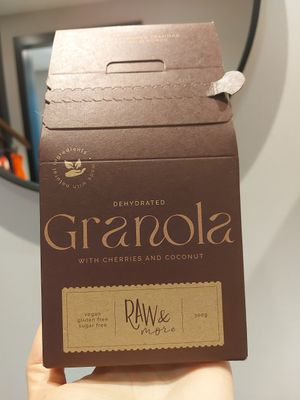 DEHYDRATED
Granola
WITH CHERRIES AND COCONUT
vegan
gluten free
sugar free
RAW &
more
300g